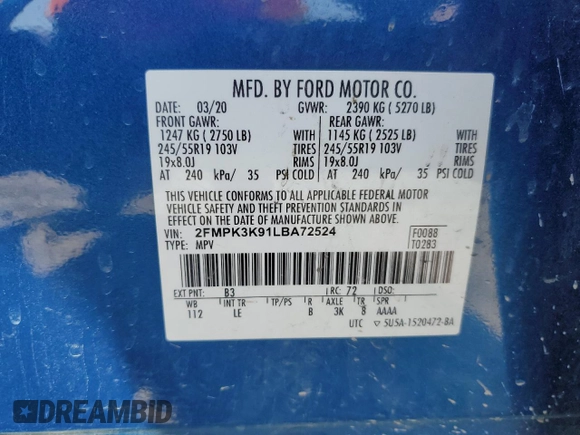 MFD. BY FORD MOTOR CO.
DATE: 03/20 GVWR: 2390 KG ( 5270 LB)
FRONT GAWR: REAR GAWR:
1247 KG ( 2750 LB) WITH 1145 KG ( 2525 LB) WITH
245/55R19 103V TIRES 245/55R19 103V TIRES
19x8.0J RIMS 19x8.0J RIMS
AT 240 kPa/ 35 PSI COLD AT 240 kPa/ 35 PSI COLD
THIS VEHICLE CONFORMS TO ALL APPLICABLE FEDERAL MOTOR
VEHICLE SAFETY AND THEFT PREVENTION STANDARDS IN
EFFECT ON THE DATE OF MANUFACTURE SHOWN ABOVE.
VIN: 2FMPK3K91LBA72524 F0088
TYPE: MPV T0283
EXT PNT: B3 RC: 72 DSO:
WB INT TR TP/PS R AXLE TR SPR
112 LE B 3K 8 AAAA
UTC ▽ 5U5A-1520472-BA
DREAMBID